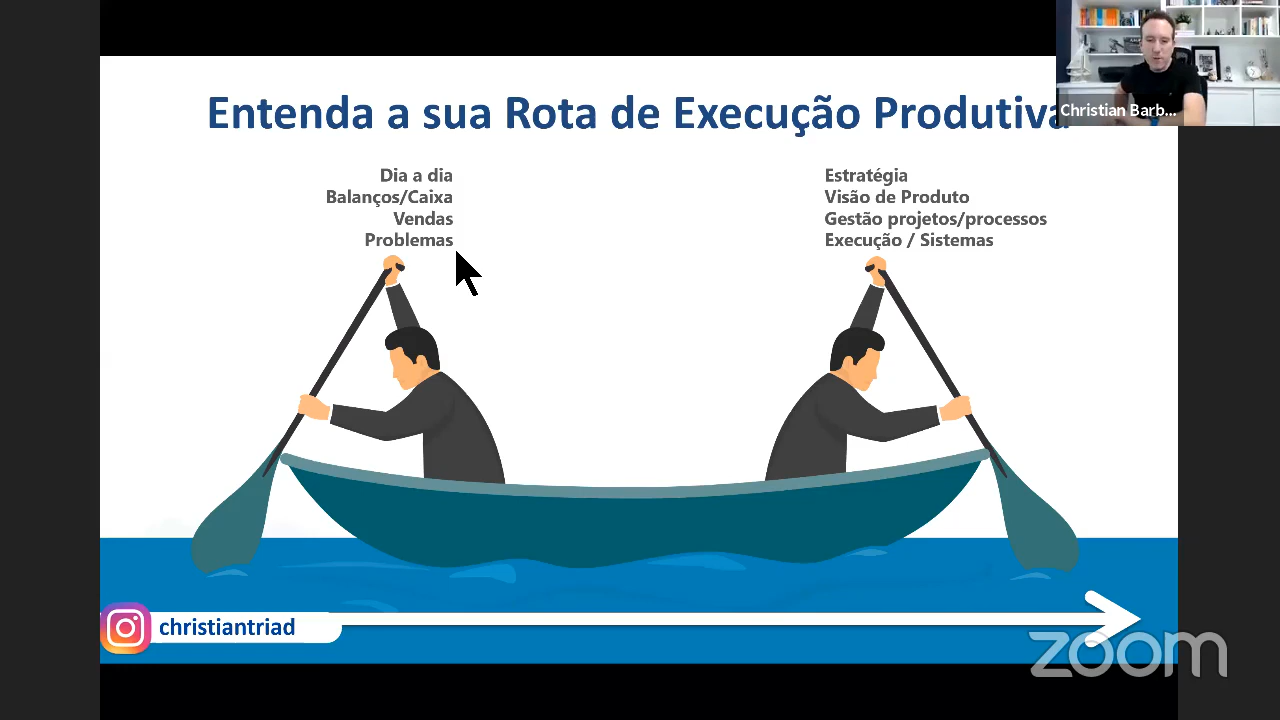 Christian Barb...
Entenda a sua Rota de Execução Produtiva
Dia a dia
Balanços/Caixa
Vendas
Problemas
Estratégia
Visão de Produto
Gestão projetos/processos
Execução / Sistemas
christiantriad
zoom